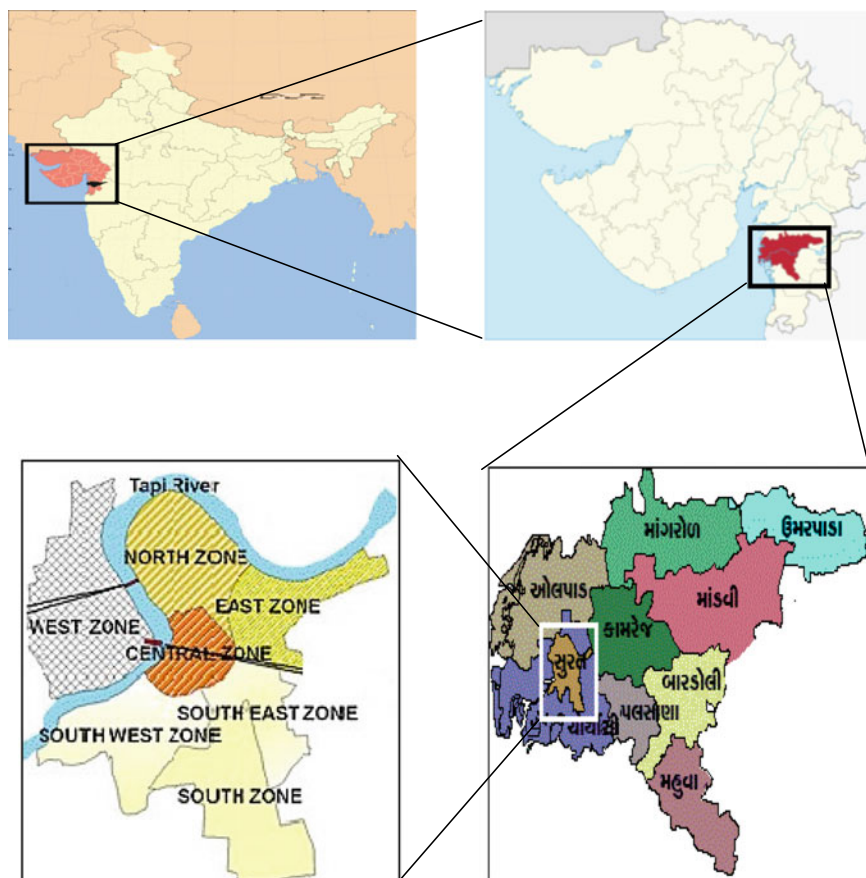 Tapi River
NORTH ZONE
EAST ZONE
WEST ZONE
CENTRAL ZONE
SOUTH EAST ZONE
SOUTH WEST ZONE
SOUTH ZONE
માંગરોળ
ઉમરપાડા
ઓલપાડ
માંડવી
કામરેજ
સુરત
બારડોલી
પલસાણા
ચોર્યાસી
મહુવા